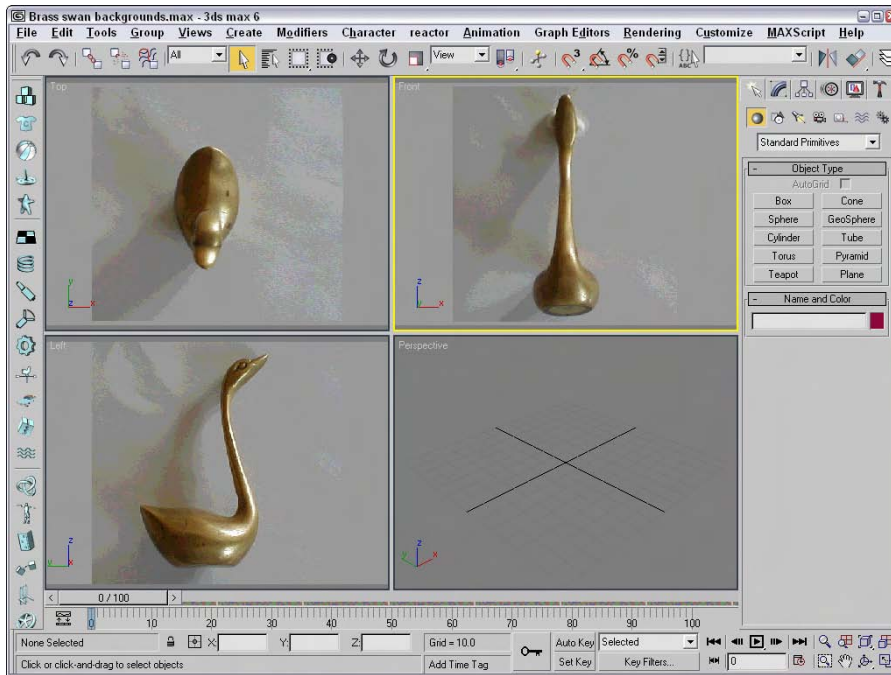 Brass swan backgrounds.max - 3ds max 6
File Edit Tools Group Views Create Modifiers Character reactor Animation Graph Editors Rendering Customize MAXScript Help
All
View
3
%
ABC
Top
Front
Standard Primitives
- Object Type
AutoGrid
Box Cone
Sphere GeoSphere
Cylinder Tube
Torus Pyramid
Teapot Plane
- Name and Color
y
z x
z
x
Left
Perspective
z
y
z
y x
< 0 / 100 >
0 10 20 30 40 50 60 70 80 90 100
None Selected X: Y: Z: Grid = 10.0 Auto Key Selected
Click or click-and-drag to select objects Add Time Tag Set Key Key Filters... 0